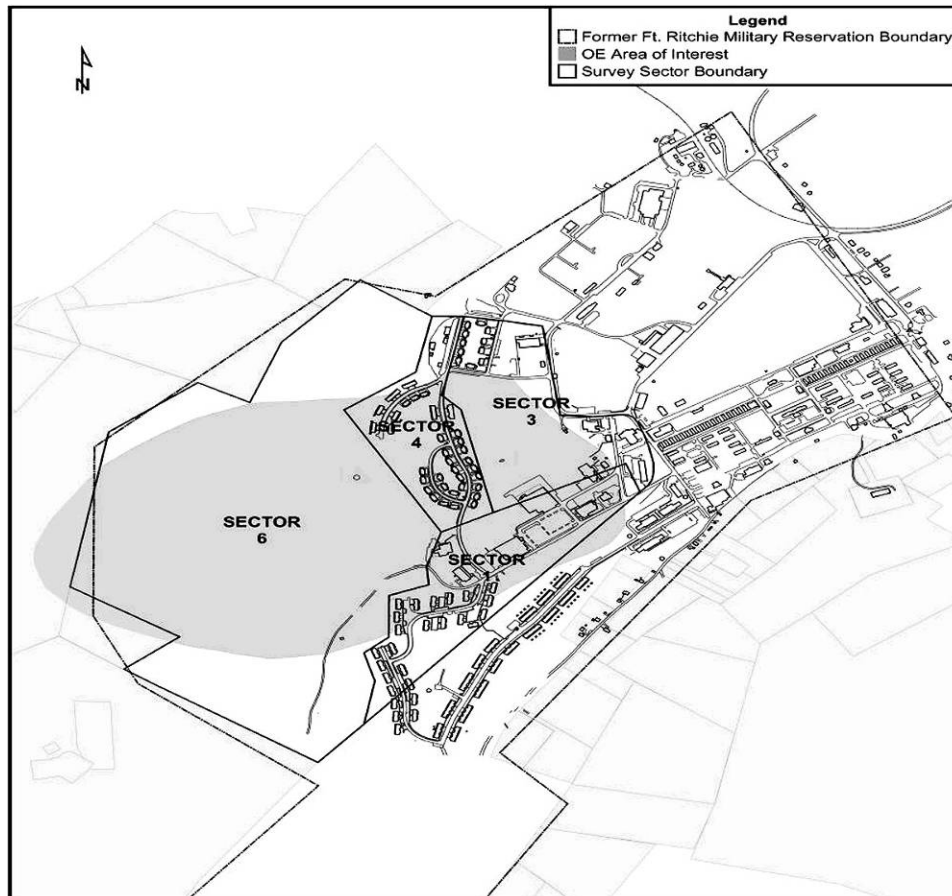 Legend
Former Ft. Ritchie Military Reservation Boundary
OE Area of Interest
Survey Sector Boundary
N
SECTOR
3
SECTOR
4
SECTOR
6
SECTOR
1